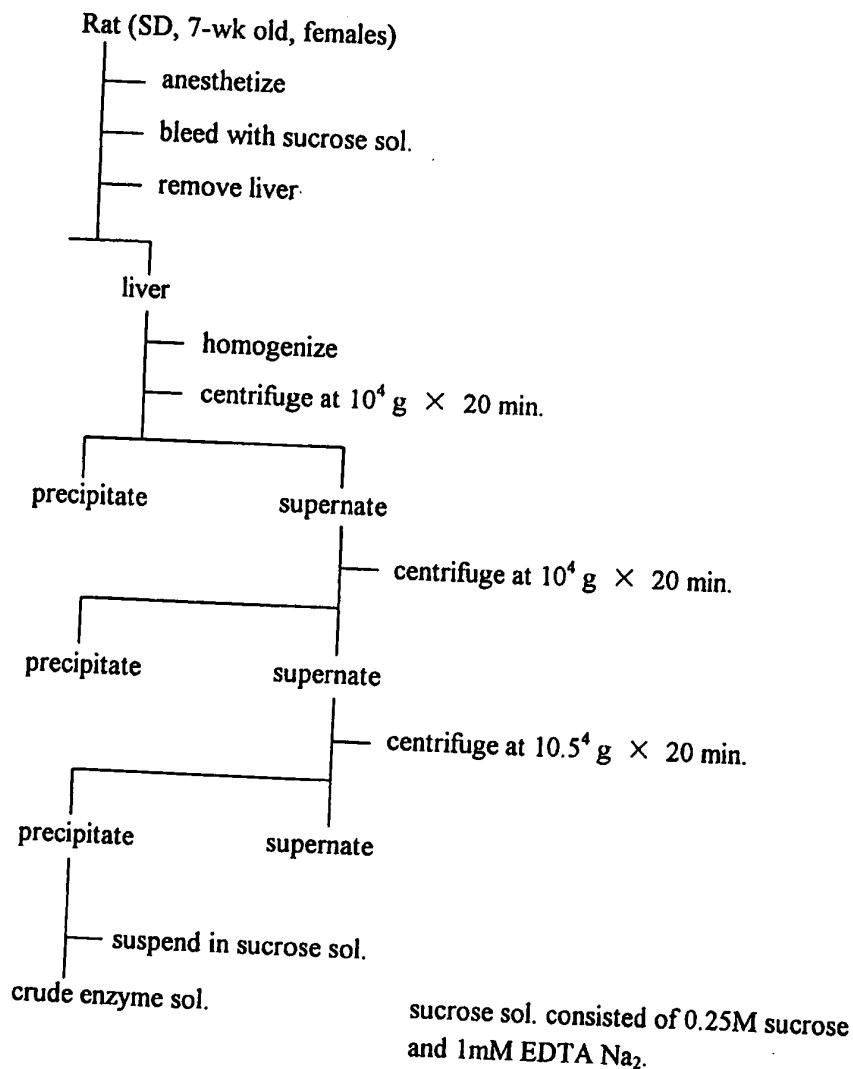 Rat (SD, 7-wk old, females)
anesthetize
bleed with sucrose sol.
remove liver
liver
homogenize
centrifuge at 10⁴ g × 20 min.
precipitate
supernate
centrifuge at 10⁴ g × 20 min.
precipitate
supernate
centrifuge at 10.5⁴ g × 20 min.
precipitate
supernate
suspend in sucrose sol.
crude enzyme sol.
sucrose sol. consisted of 0.25M sucrose
and 1mM EDTA Na₂.